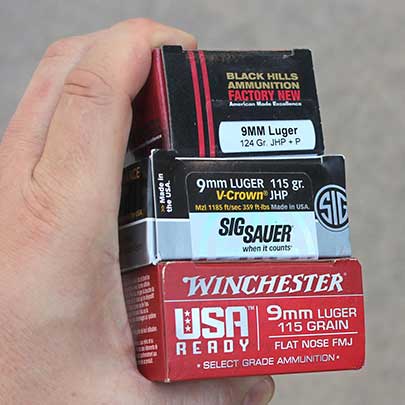 BLACK HILLS
AMMUNITION
FACTORY NEW
American Made Excellence
9MM Luger
124 Gr. JHP + P
Made in
the USA.
9mm LUGER 115 gr.
V-Crown® JHP
Mzl 1185 ft/sec 359 ft-lbs Made in USA.
SIG SAUER
when it counts
SIG
WINCHESTER
USA™
READY
9mm LUGER
115 GRAIN
FLAT NOSE FMJ
• SELECT GRADE AMMUNITION •